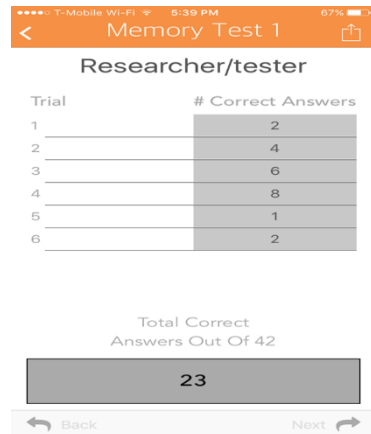 T-Mobile Wi-Fi 5:39 PM 67%
Memory Test 1
Researcher/tester
Trial # Correct Answers
1 2
2 4
3 6
4 8
5 1
6 2
Total Correct
Answers Out Of 42
23
Back Next